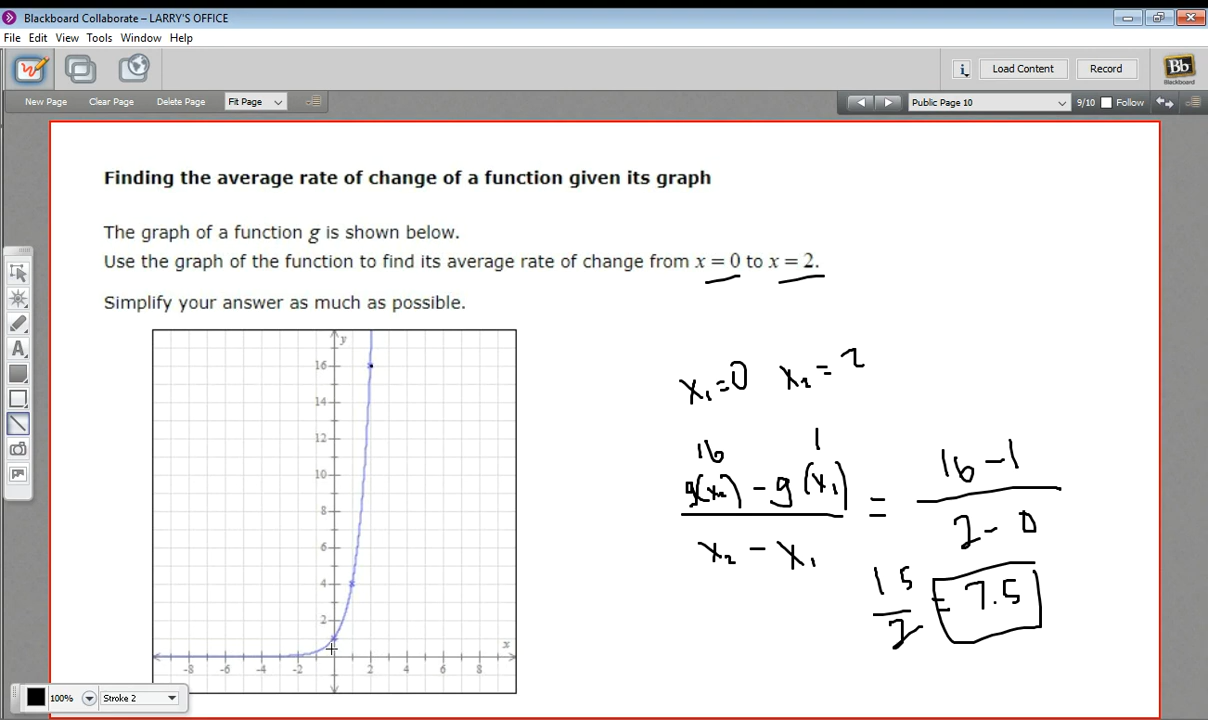 Blackboard Collaborate – LARRY'S OFFICE
File Edit View Tools Window Help
i Load Content Record Bb Blackboard
New Page Clear Page Delete Page Fit Page Public Page 10 9/10 Follow
Finding the average rate of change of a function given its graph
The graph of a function g is shown below.
Use the graph of the function to find its average rate of change from x = 0 to x = 2.
Simplify your answer as much as possible.
y
16
14
12
10
8
6
4
2
-8 -6 -4 -2 2 4 6 8 x
x₁=0 x₂=2
16 1
g(x₂) - g(x₁) = 16-1
x₂ - x₁ 2-0
15
2 = 7.5
A
100% Stroke 2